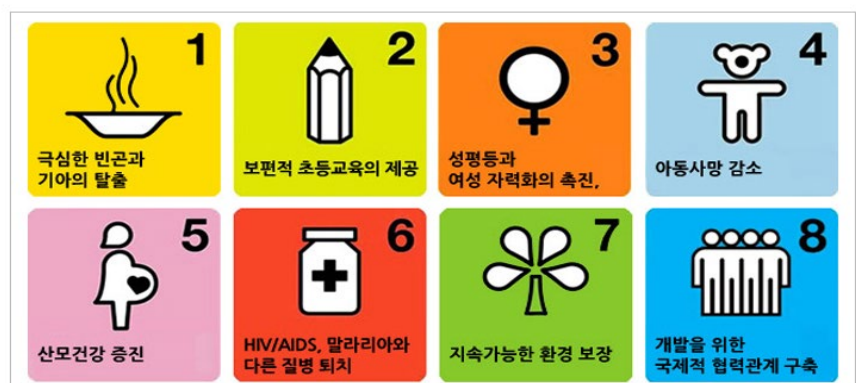 1
극심한 빈곤과
기아의 탈출
2
보편적 초등교육의 제공
3
성평등과
여성 자력화의 촉진,
4
아동사망 감소
5
산모건강 증진
6
HIV/AIDS, 말라리아와
다른 질병 퇴치
7
지속가능한 환경 보장
8
개발을 위한
국제적 협력관계 구축